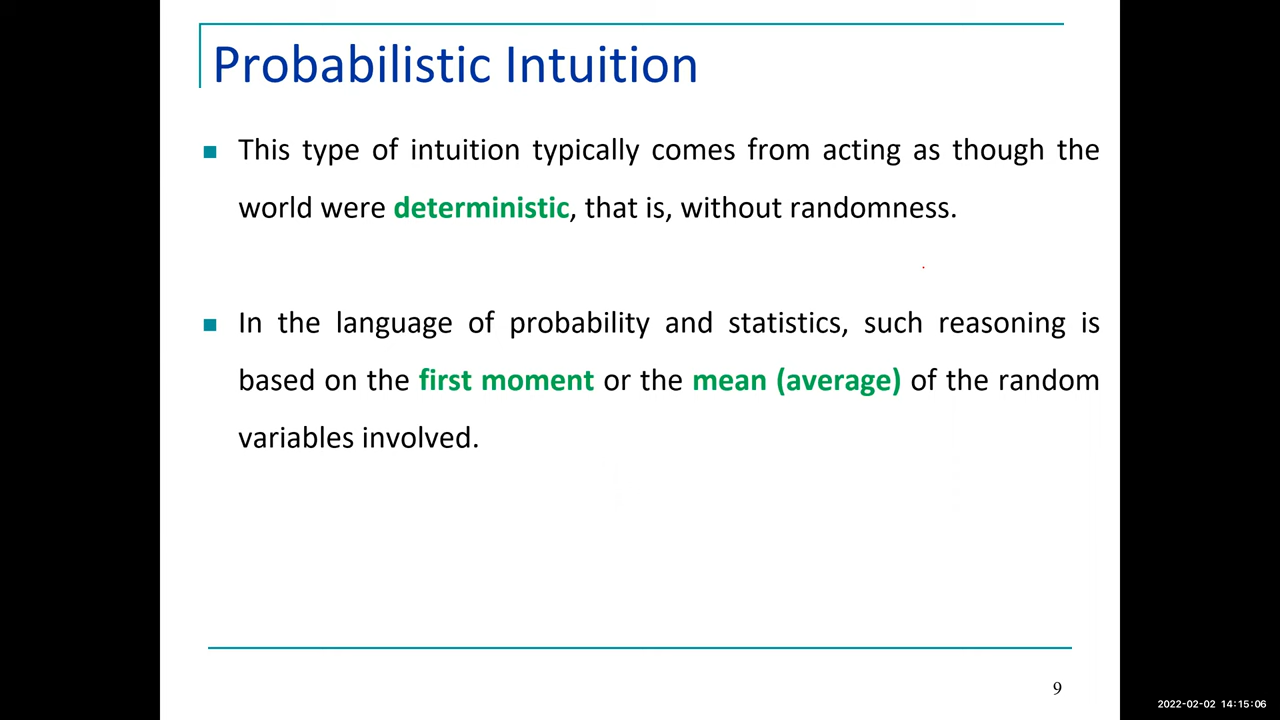 Probabilistic Intuition
This type of intuition typically comes from acting as though the
world were deterministic, that is, without randomness.
In the language of probability and statistics, such reasoning is
based on the first moment or the mean (average) of the random
variables involved.
9
2022-02-02 14:15:06